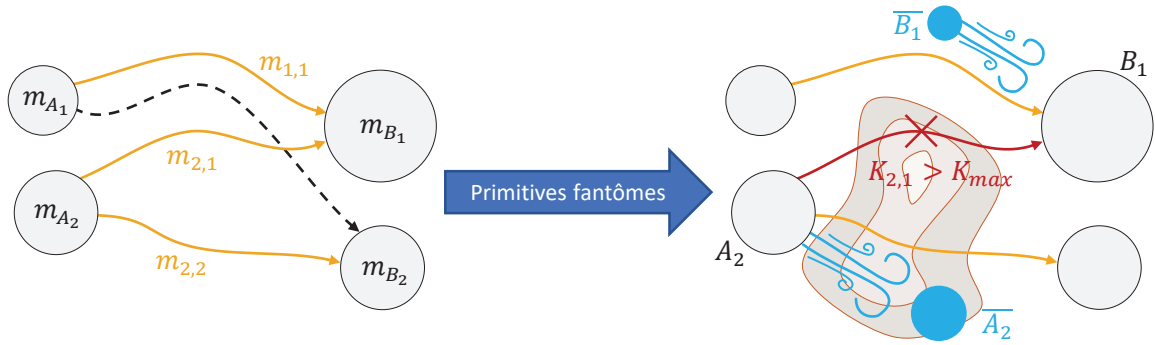 m_{A_1}
m_{1,1}
m_{B_1}
m_{2,1}
m_{A_2}
m_{2,2}
m_{B_2}
Primitives fantômes
\overline{B_1}
B_1
K_{2,1} > K_{max}
A_2
\overline{A_2}